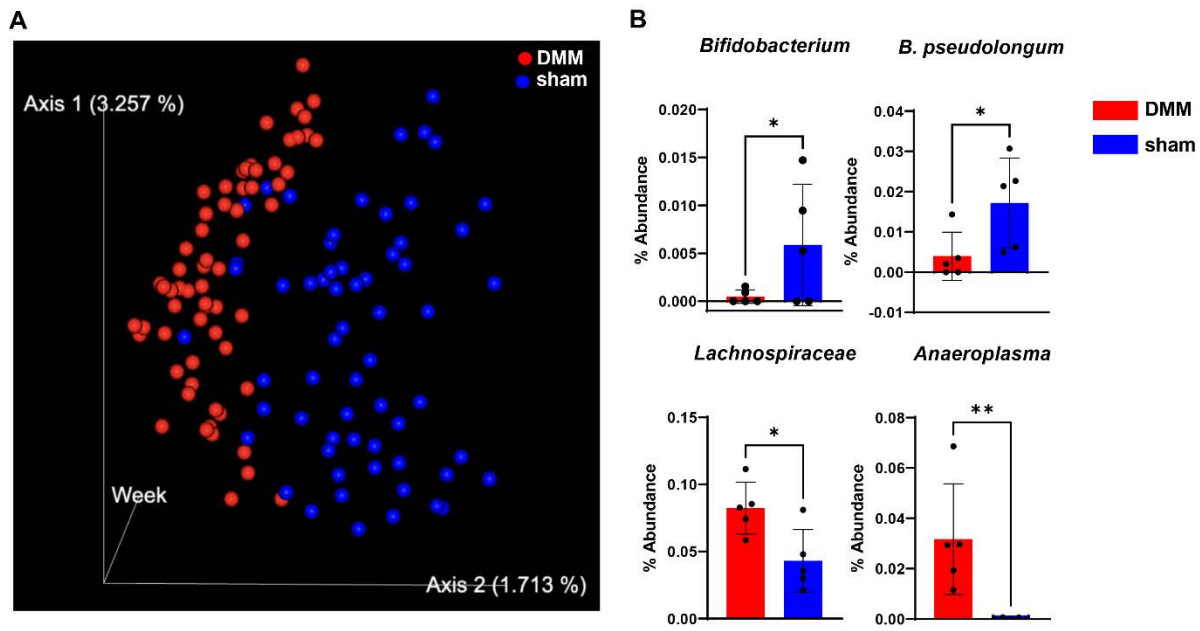 A
DMM
sham
Axis 1 (3.257 %)
Week
Axis 2 (1.713 %)
B
Bifidobacterium
% Abundance
0.020
0.015
0.010
0.005
0.000
*
B. pseudolongum
% Abundance
0.04
0.03
0.02
0.01
0.00
-0.01
*
DMM
sham
Lachnospiraceae
% Abundance
0.15
0.10
0.05
0.00
*
Anaeroplasma
% Abundance
0.08
0.06
0.04
0.02
0.00
**